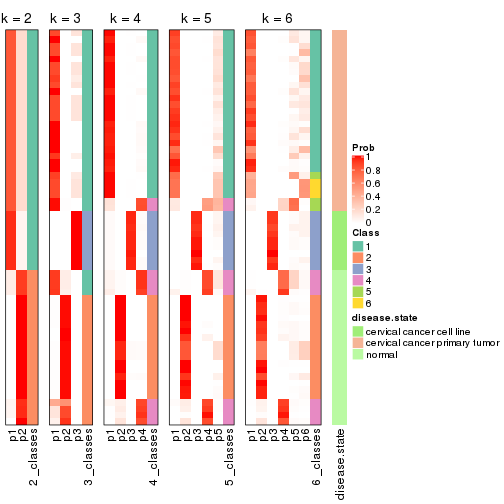 k = 2 k = 3 k = 4 k = 5 k = 6
Prob
1
0.8
0.6
0.4
0.2
0
Class
1
2
3
4
5
6
disease.state
cervical cancer cell line
cervical cancer primary tumor
normal
p1 p2 2_classes p1 p2 p3 3_classes p1 p2 p3 p4 4_classes p1 p2 p3 p4 p5 5_classes p1 p2 p3 p4 p5 p6 6_classes disease.state